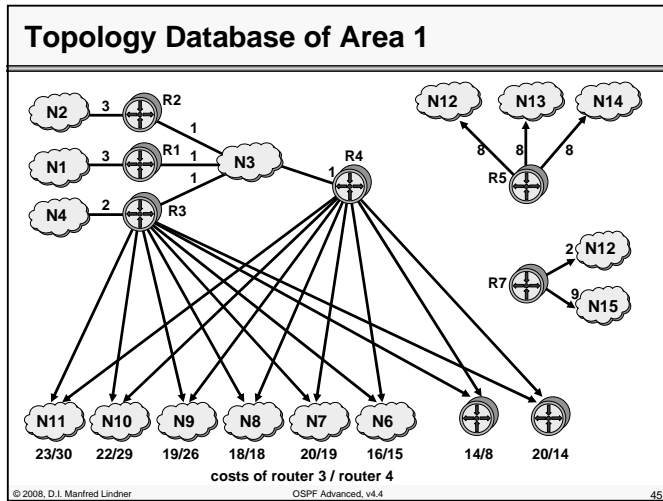 Topology Database of Area 1
N2 3 R2
1
N1 3 R1 1 N3 R4
1 1
N4 2 R3
N12 N13 N14
8 8 8
R5
2 N12
R7
9 N15
N11 N10 N9 N8 N7 N6
23/30 22/29 19/26 18/18 20/19 16/15 14/8 20/14
costs of router 3 / router 4
© 2008, D.I. Manfred Lindner OSPF Advanced, v4.4 45